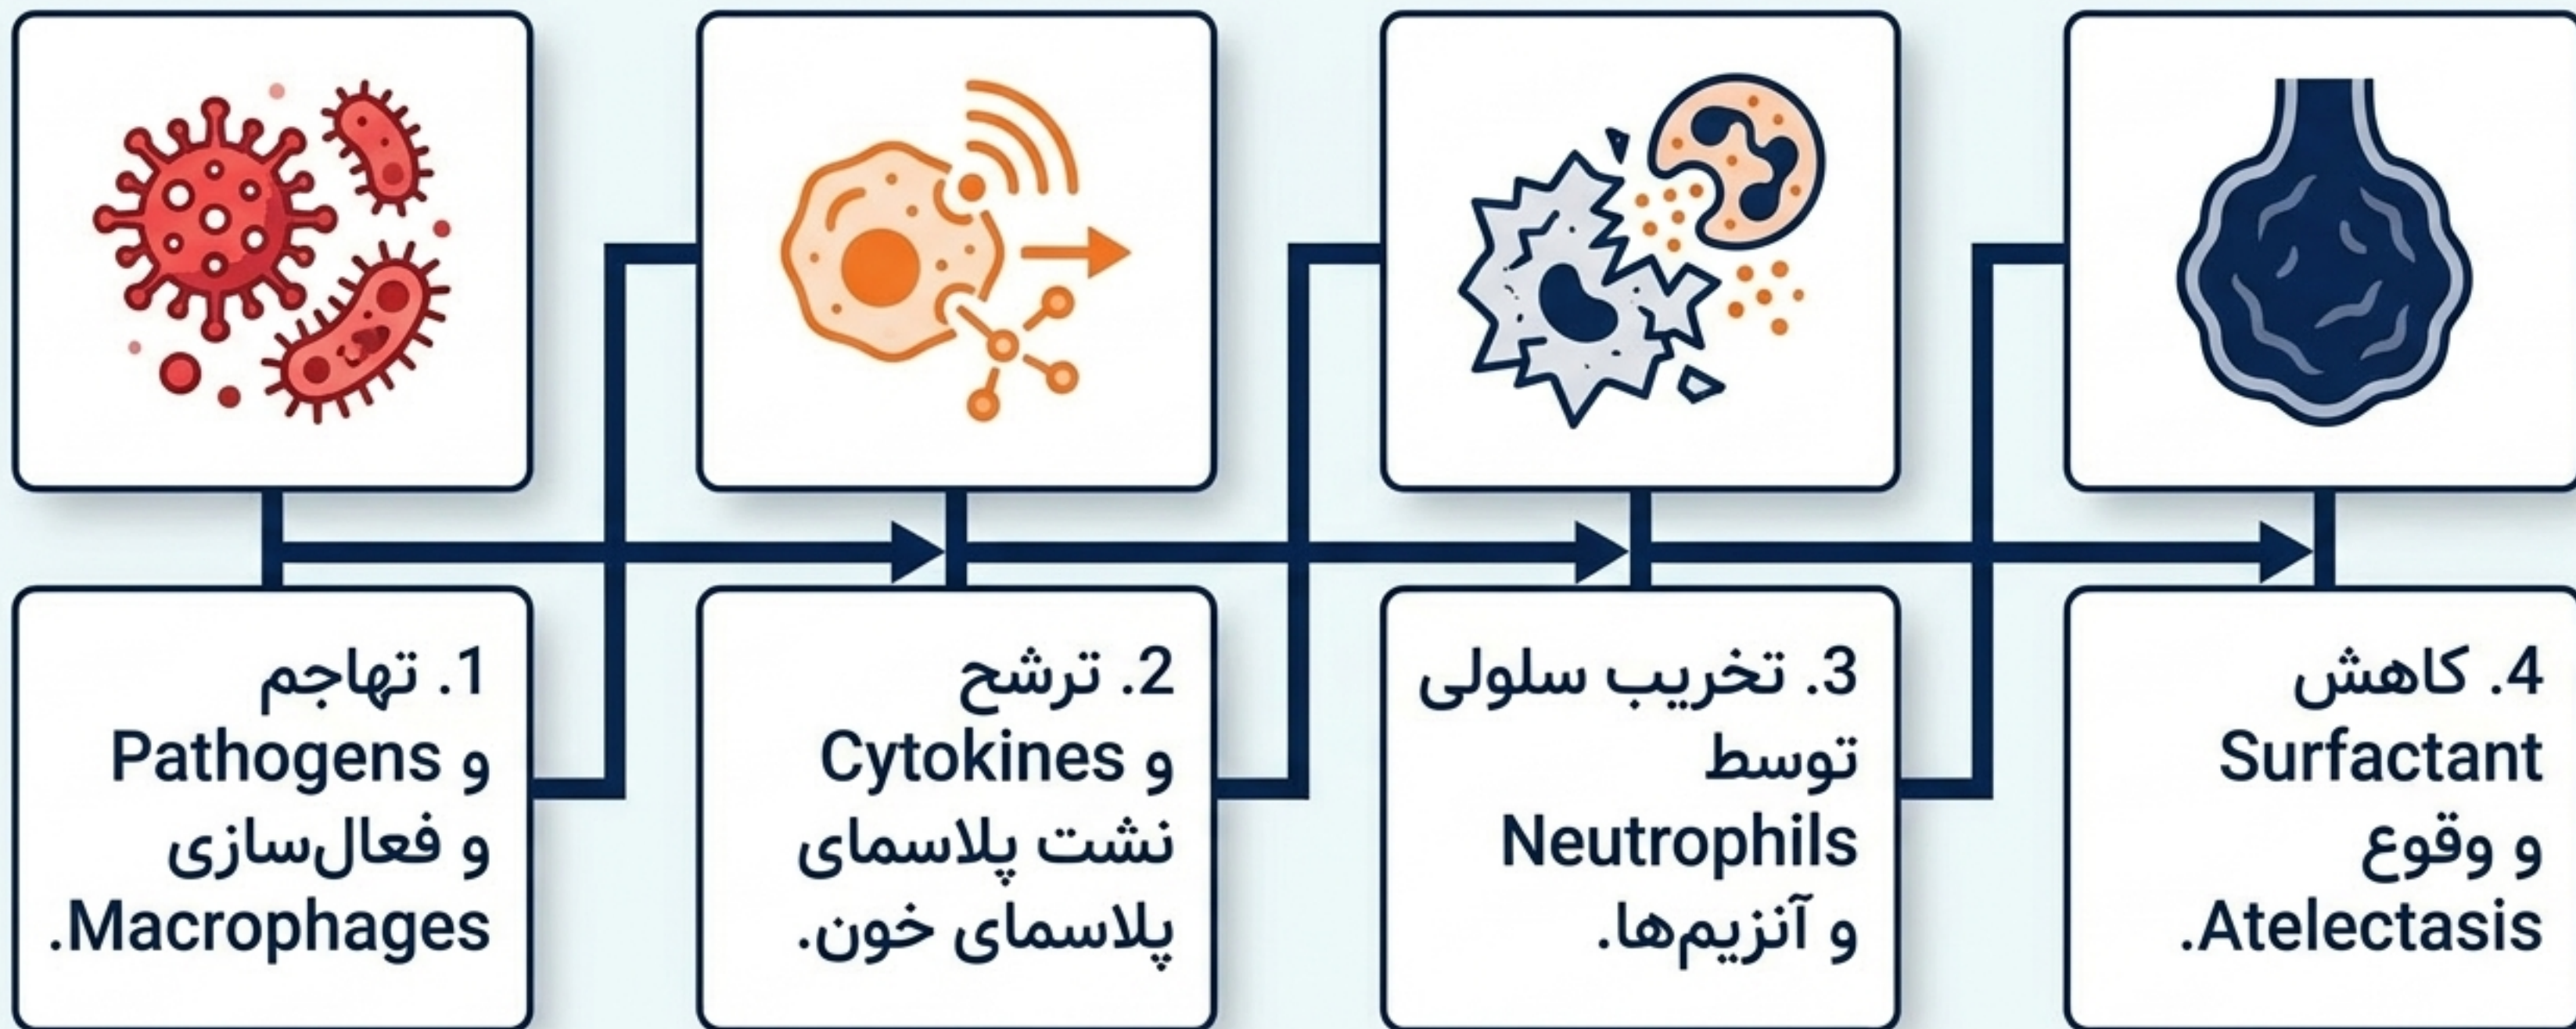 1. تهاجم
و Pathogens
و فعال‌سازی
Macrophages.
2. ترشح
و Cytokines
نشت پلاسمای
پلاسمای خون.
3. تخریب سلولی
توسط
Neutrophils
و آنزیم‌ها.
4. کاهش
Surfactant
و وقوع
Atelectasis.